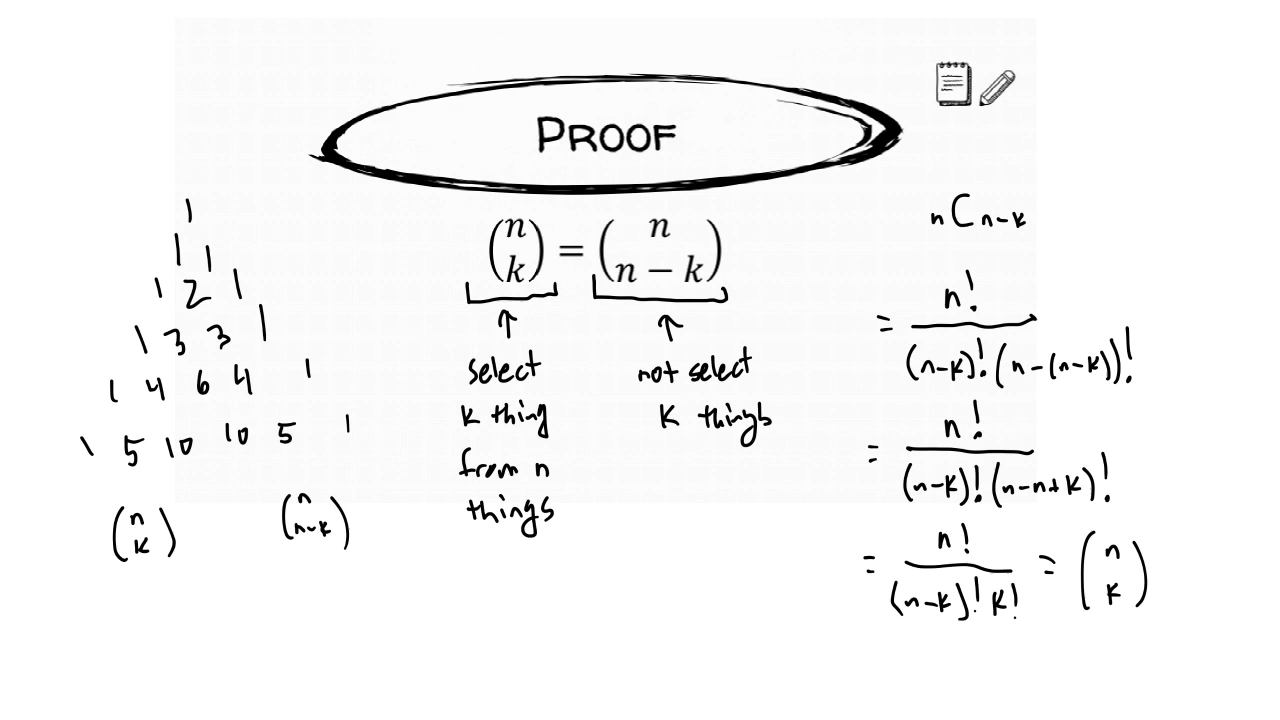 PROOF
1
1 1
1 2 1
1 3 3 1
1 4 6 4 1
1 5 10 10 5 1
(n k) (n n-k)
(n k) = (n n − k)
↑ ↑
select
k thing
from n
things
not select
k things
n C n-k
= n! / (n-k)! (n-(n-k))!
= n! / (n-k)! (n-n+k)!
= n! / (n-k)! k! = (n k)